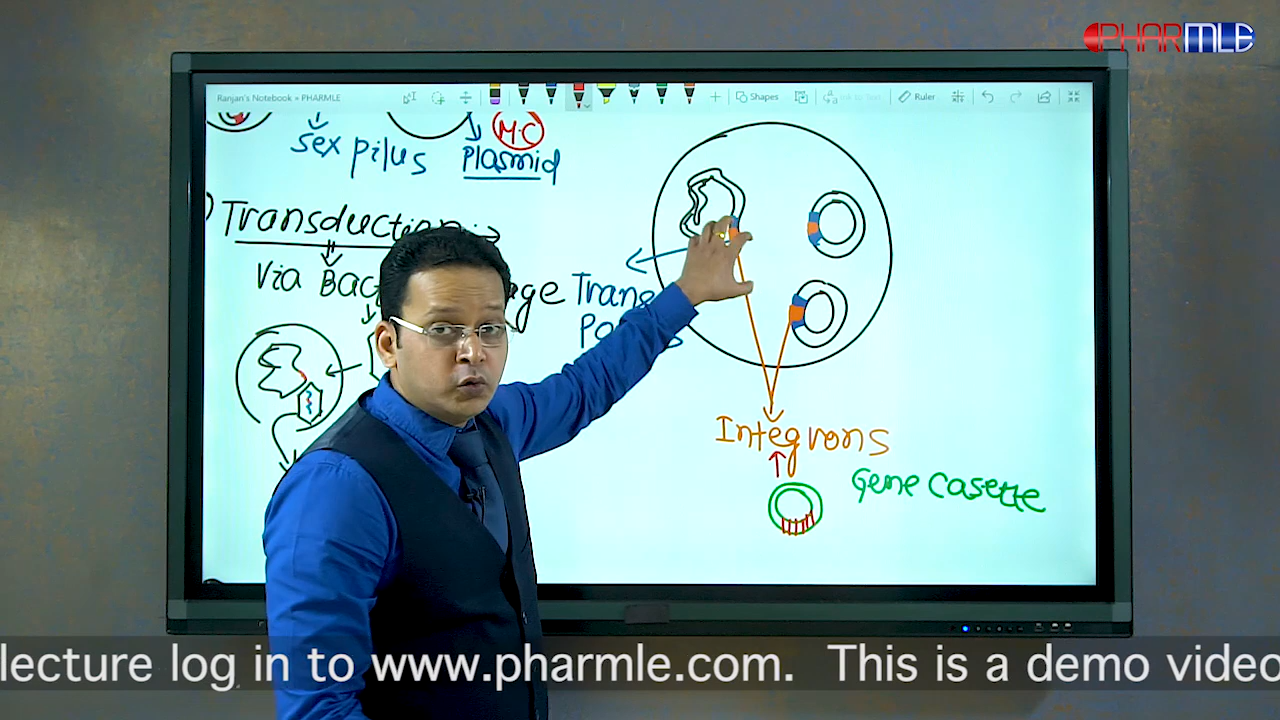 PHARMLE
Ranjan's Notebook » PHARMLE
Shapes
Ruler
M.C
Sex pilus
Plasmid
Transduction
Via Bac
age
Trans
Integrons
Gene Casette
lecture log in to www.pharmle.com. This is a demo video